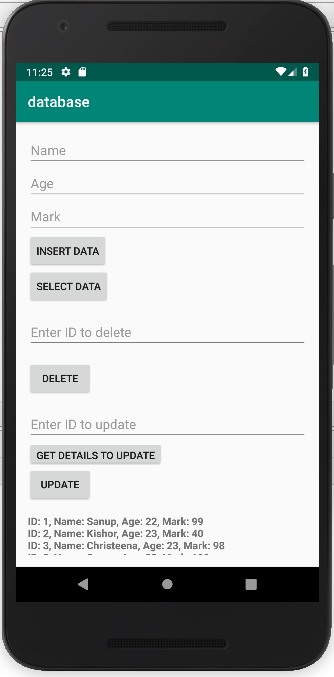 11:25
database
Name
Age
Mark
INSERT DATA
SELECT DATA
Enter ID to delete
DELETE
Enter ID to update
GET DETAILS TO UPDATE
UPDATE
ID: 1, Name: Sanup, Age: 22, Mark: 99
ID: 2, Name: Kishor, Age: 23, Mark: 40
ID: 3, Name: Christeena, Age: 23, Mark: 98